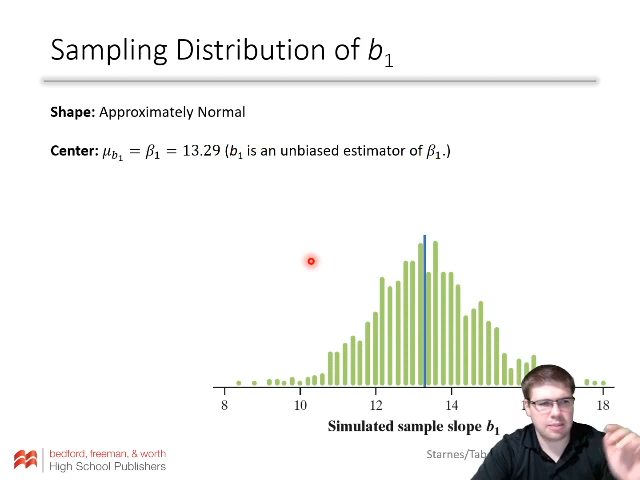 Sampling Distribution of b₁
Shape: Approximately Normal
Center: μ_b₁ = β₁ = 13.29 (b₁ is an unbiased estimator of β₁.)
8 10 12 14 18
Simulated sample slope b₁
bedford, freeman, & worth
High School Publishers
Starnes/Tab